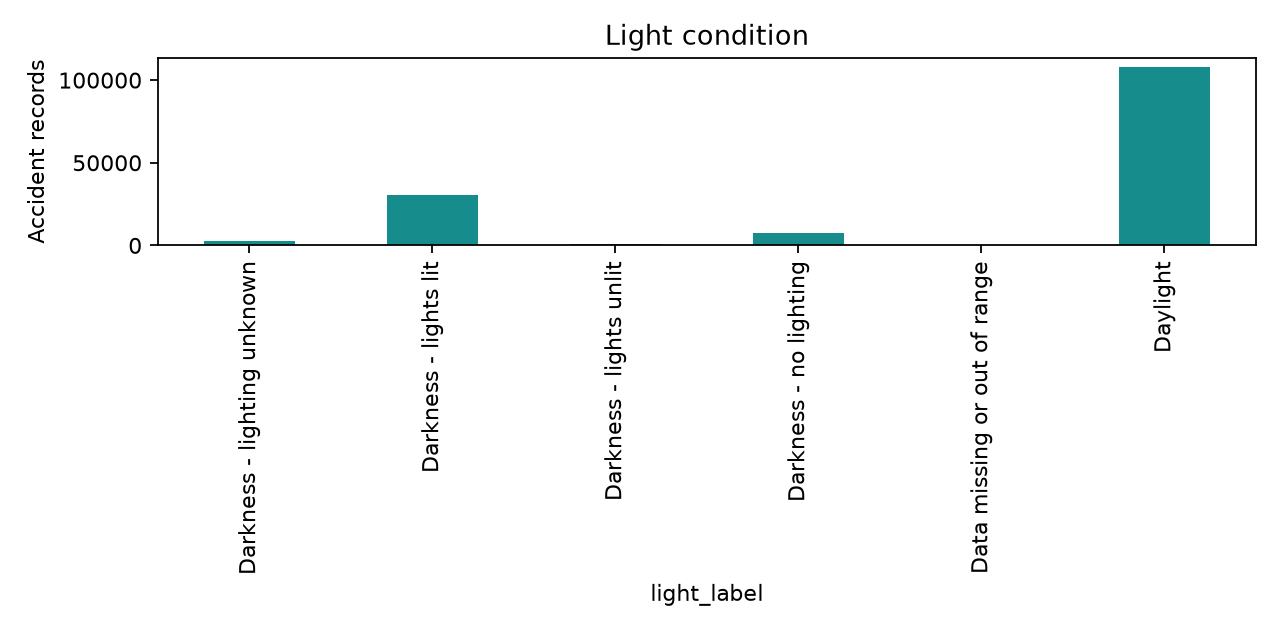 Light condition
Accident records
100000
50000
0
Darkness - lighting unknown
Darkness - lights lit
Darkness - lights unlit
Darkness - no lighting
Data missing or out of range
Daylight
light_label